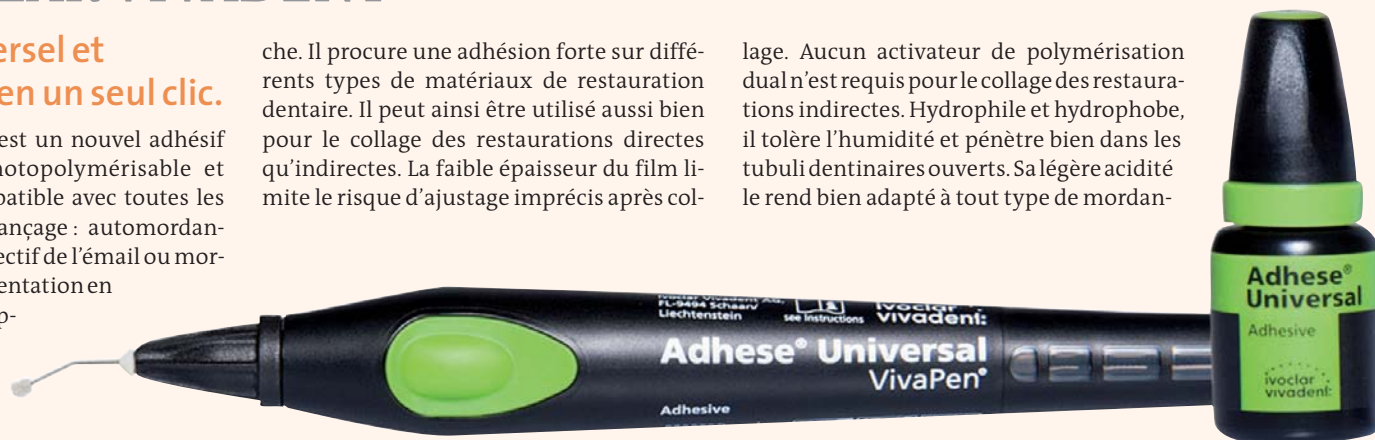 ersel et
en un seul clic.
est un nouvel adhésif
otopolymérisable et
patible avec toutes les
ançage : automordan-
ectif de l'émail ou mor-
entation en
p-
che. Il procure une adhésion forte sur diffé-
rents types de matériaux de restauration
dentaire. Il peut ainsi être utilisé aussi bien
pour le collage des restaurations directes
qu'indirectes. La faible épaisseur du film li-
mite le risque d'ajustage imprécis après col-
lage. Aucun activateur de polymérisation
dual n'est requis pour le collage des restaura-
tions indirectes. Hydrophile et hydrophobe,
il tolère l'humidité et pénètre bien dans les
tubuli dentinaires ouverts. Sa légère acidité
le rend bien adapté à tout type de mordan-
Ivoclar Vivadent AG,
FL-9494 Schaan/
Liechtenstein
see Instructions
ivoclar
vivadent:
Adhese® Universal
VivaPen®
Adhesive
Adhese®
Universal
Adhesive
ivoclar
vivadent: